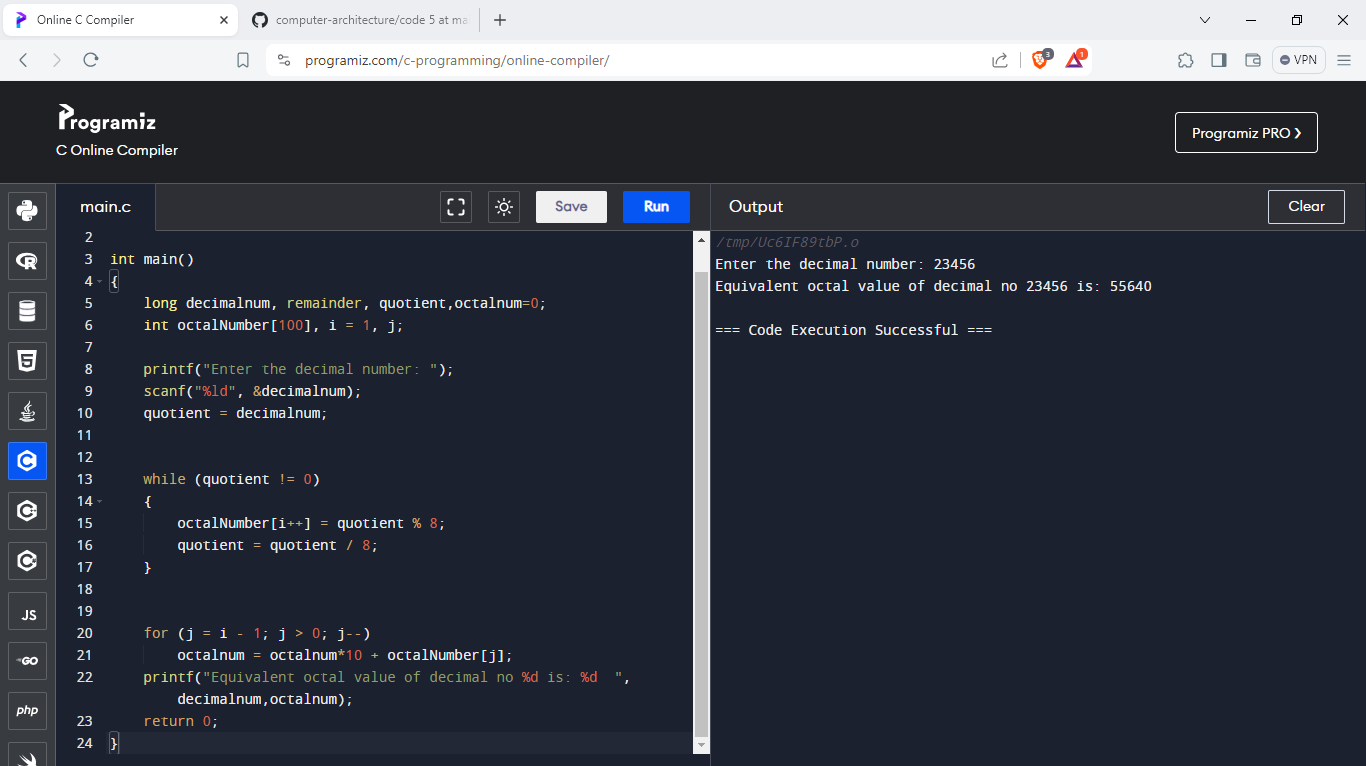 Online C Compiler
computer-architecture/code 5 at ma
programiz.com/c-programming/online-compiler/
3
1
VPN
Programiz
C Online Compiler
Programiz PRO
main.c
Save
Run
Output
Clear
2
3 int main()
4 {
5 long decimalnum, remainder, quotient,octalnum=0;
6 int octalNumber[100], i = 1, j;
7
8 printf("Enter the decimal number: ");
9 scanf("%ld", &decimalnum);
10 quotient = decimalnum;
11
12
13 while (quotient != 0)
14 {
15 octalNumber[i++] = quotient % 8;
16 quotient = quotient / 8;
17 }
18
19
20 for (j = i - 1; j > 0; j--)
21 octalnum = octalnum*10 + octalNumber[j];
22 printf("Equivalent octal value of decimal no %d is: %d  ",
decimalnum,octalnum);
23 return 0;
24 }
/tmp/Uc6IF89tbP.o
Enter the decimal number: 23456
Equivalent octal value of decimal no 23456 is: 55640
=== Code Execution Successful ===
R
5
C
C
C
JS
GO
php